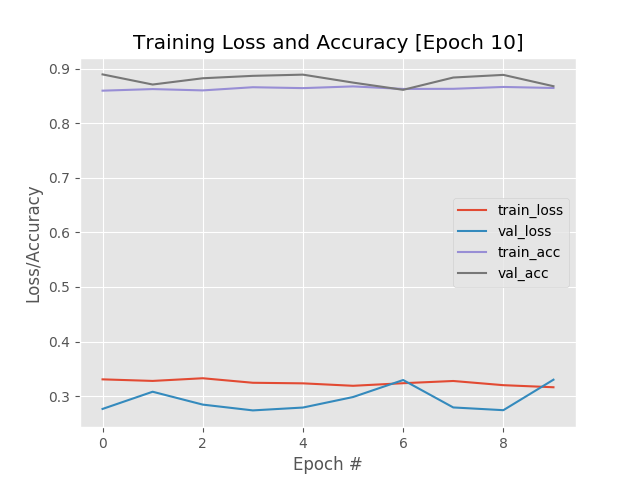 Training Loss and Accuracy [Epoch 10]
0.9
0.8
0.7
0.6
0.5
0.4
0.3
Loss/Accuracy
train_loss
val_loss
train_acc
val_acc
0 2 4 6 8
Epoch #